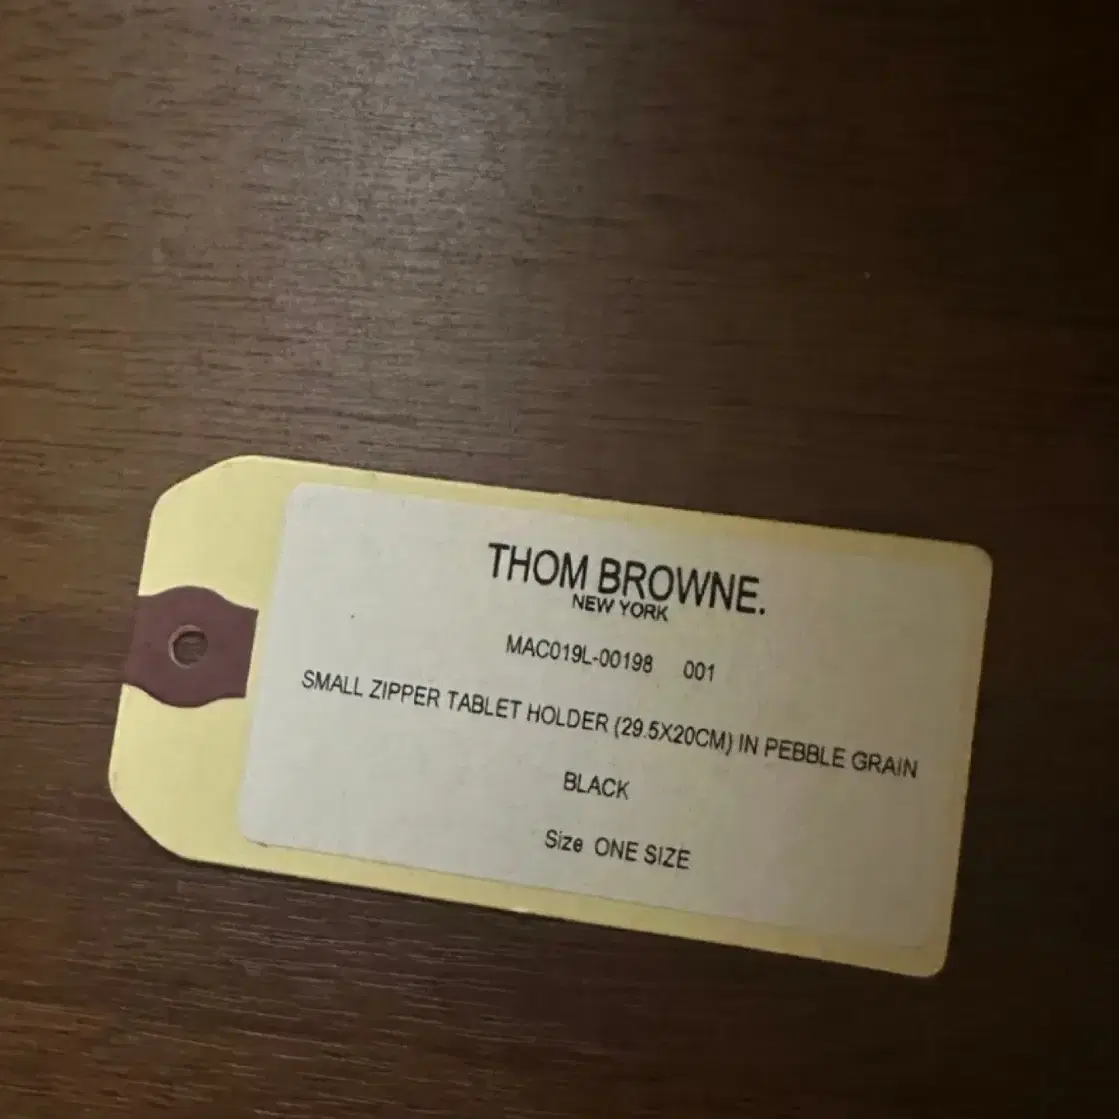 THOM BROWNE.
NEW YORK
MAC019L-00198 001
SMALL ZIPPER TABLET HOLDER (29.5X20CM) IN PEBBLE GRAIN
BLACK
Size ONE SIZE